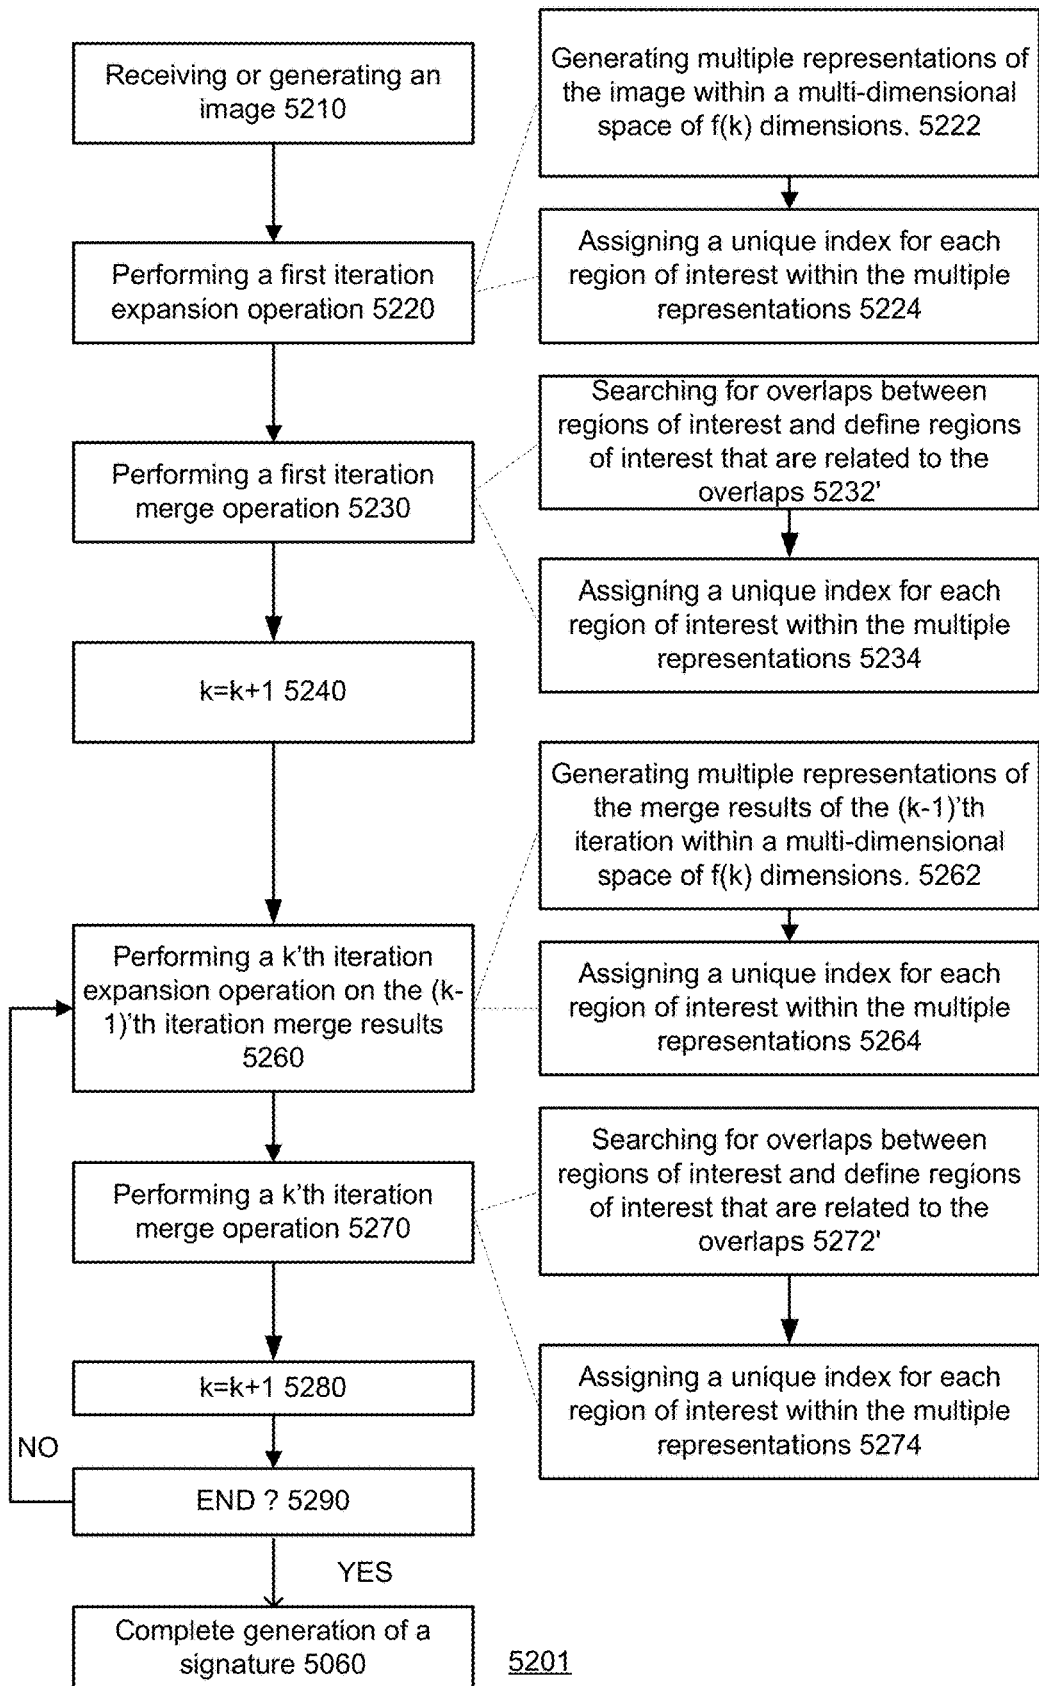 Receiving or generating an
image 5210
Generating multiple representations of
the image within a multi-dimensional
space of f(k) dimensions. 5222
Performing a first iteration
expansion operation 5220
Assigning a unique index for each
region of interest within the multiple
representations 5224
Performing a first iteration
merge operation 5230
Searching for overlaps between
regions of interest and define regions
of interest that are related to the
overlaps 5232'
Assigning a unique index for each
region of interest within the multiple
representations 5234
k=k+1 5240
Generating multiple representations of
the merge results of the (k-1)'th
iteration within a multi-dimensional
space of f(k) dimensions. 5262
Performing a k'th iteration
expansion operation on the (k-
1)'th iteration merge results
5260
Assigning a unique index for each
region of interest within the multiple
representations 5264
Performing a k'th iteration
merge operation 5270
Searching for overlaps between
regions of interest and define regions
of interest that are related to the
overlaps 5272'
Assigning a unique index for each
region of interest within the multiple
representations 5274
k=k+1 5280
NO
END ? 5290
YES
Complete generation of a
signature 5060
5201